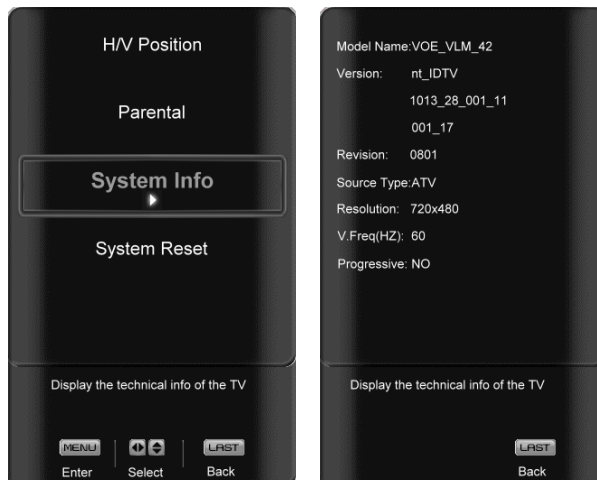 H/V Position
Parental
System Info
System Reset
Display the technical info of the TV
MENU
LAST
Enter
Select
Back
Model Name:VOE_VLM_42
Version: nt_IDTV
1013_28_001_11
001_17
Revision: 0801
Source Type:ATV
Resolution: 720x480
V.Freq(HZ): 60
Progressive: NO
Display the technical info of the TV
LAST
Back